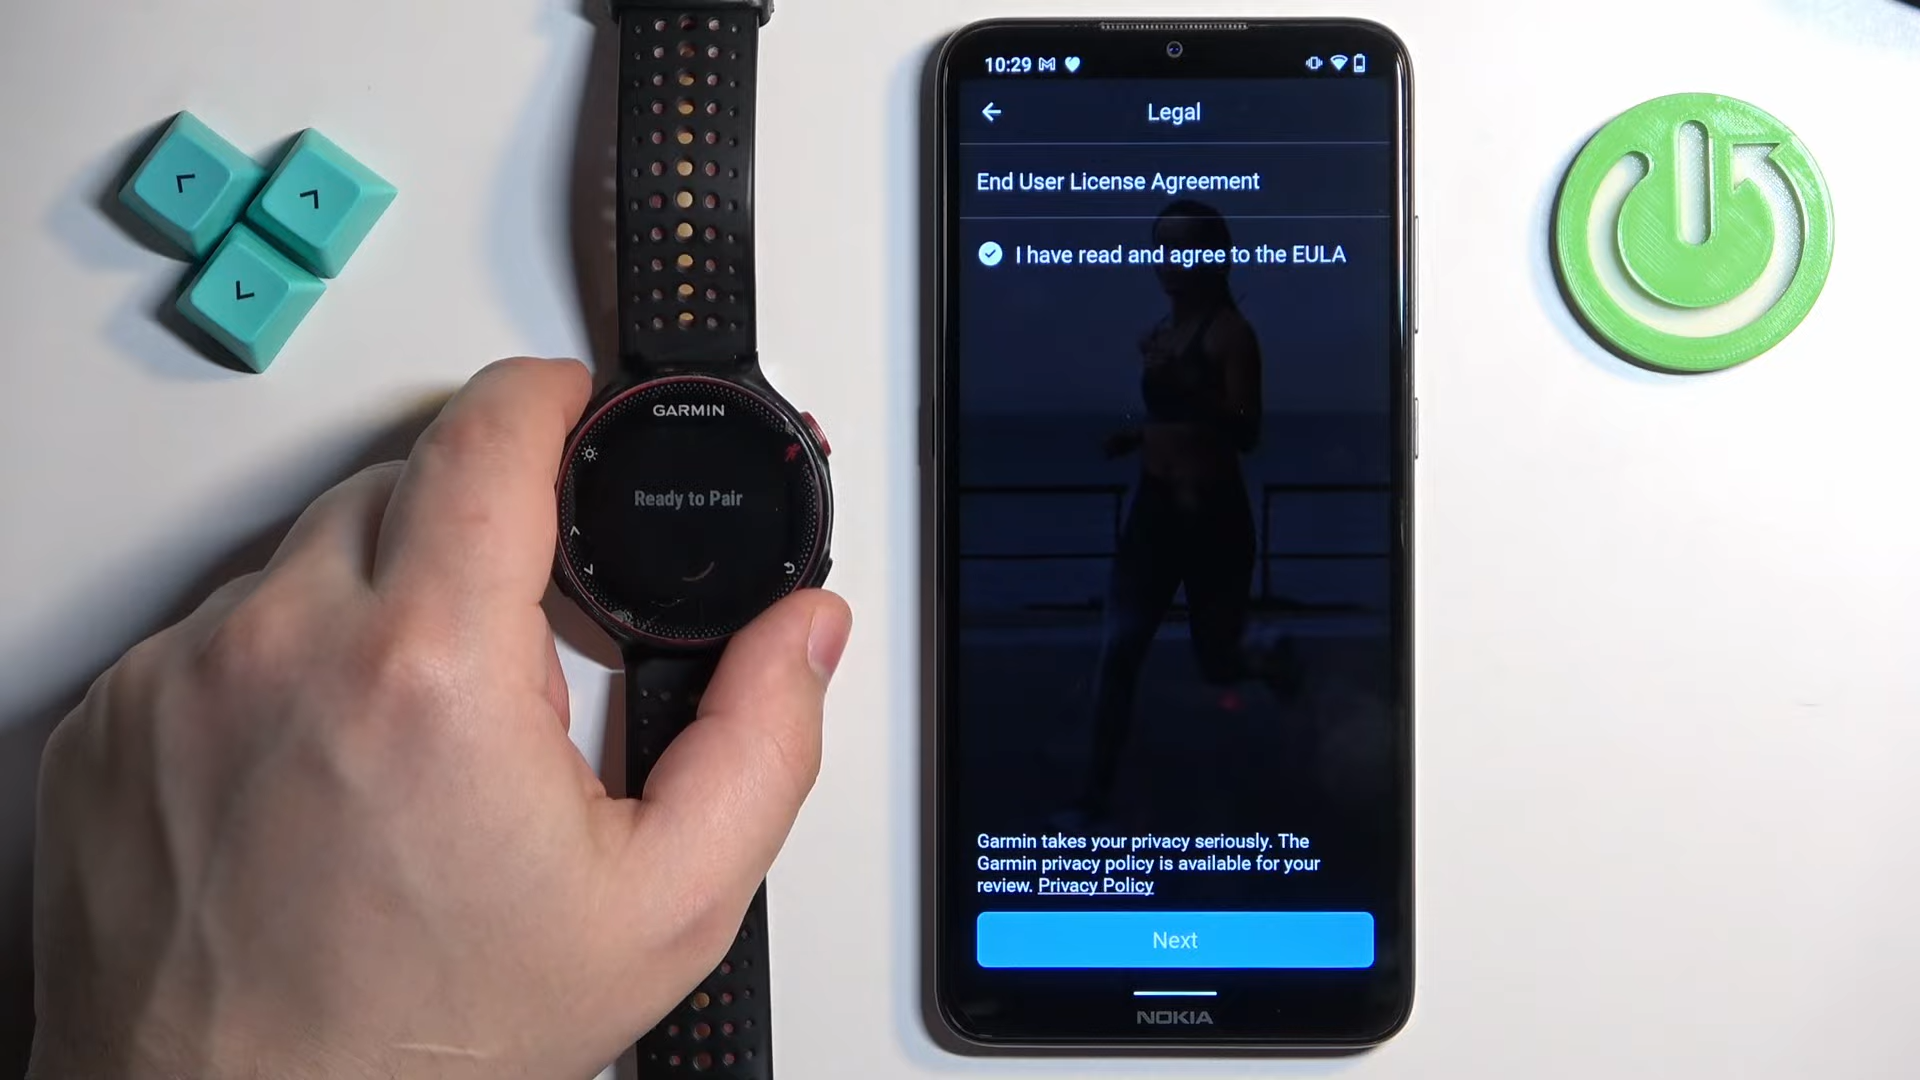 GARMIN
Ready to Pair
10:29
Legal
End User License Agreement
I have read and agree to the EULA
Garmin takes your privacy seriously. The
Garmin privacy policy is available for your
review. Privacy Policy
Next
NOKIA